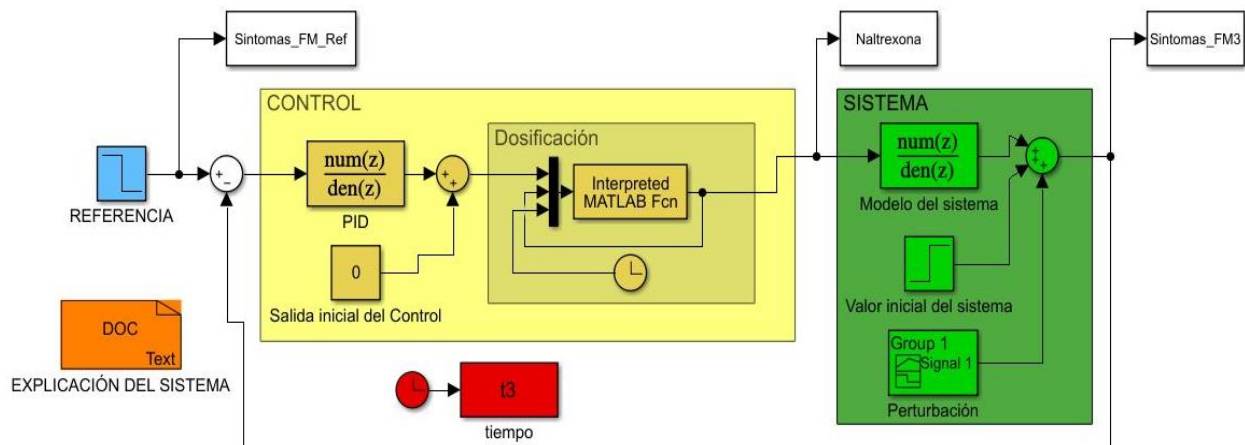 Sintomas_FM_Ref
Naltrexona
Sintomas_FM3
CONTROL
SISTEMA
Dosificación
num(z)
den(z)
PID
Interpreted
MATLAB Fcn
num(z)
den(z)
Modelo del sistema
+
-
REFERENCIA
+
+
+
+
+
0
Salida inicial del Control
Valor inicial del sistema
DOC
Text
EXPLICACIÓN DEL SISTEMA
Group 1
Signal 1
Perturbación
t3
tiempo